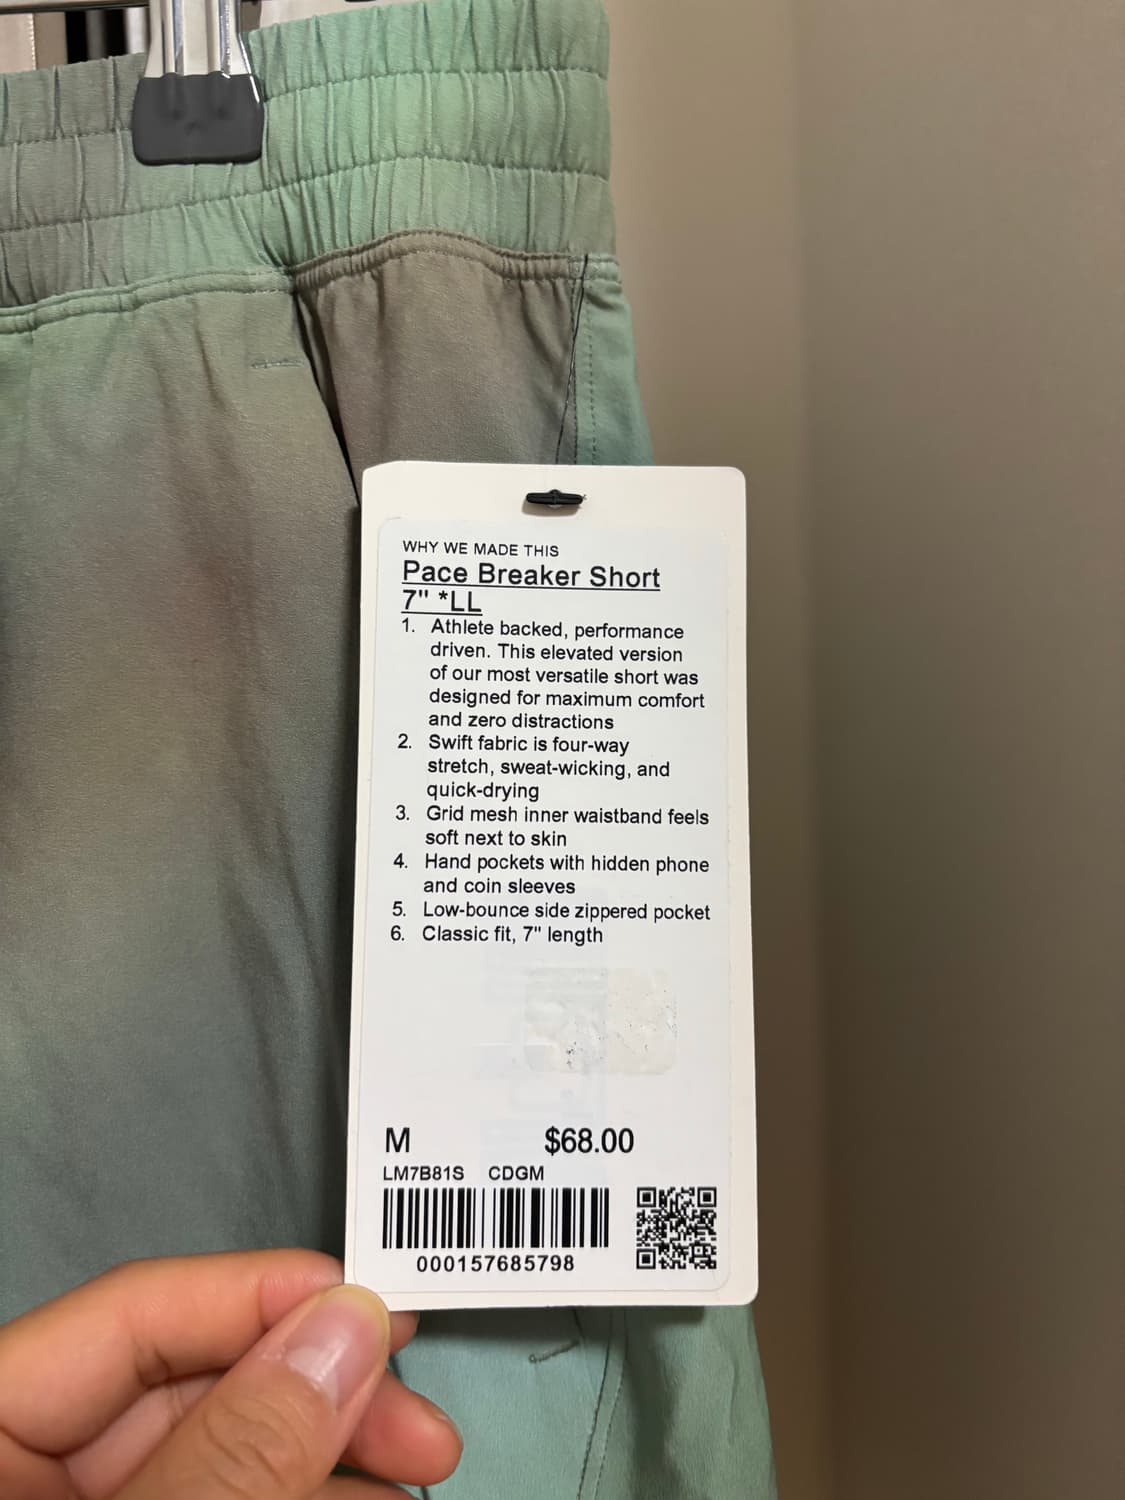 WHY WE MADE THIS
Pace Breaker Short
7" *LL
1. Athlete backed, performance
driven. This elevated version
of our most versatile short was
designed for maximum comfort
and zero distractions
2. Swift fabric is four-way
stretch, sweat-wicking, and
quick-drying
3. Grid mesh inner waistband feels
soft next to skin
4. Hand pockets with hidden phone
and coin sleeves
5. Low-bounce side zippered pocket
6. Classic fit, 7" length
M $68.00
LM7B81S CDGM
000157685798